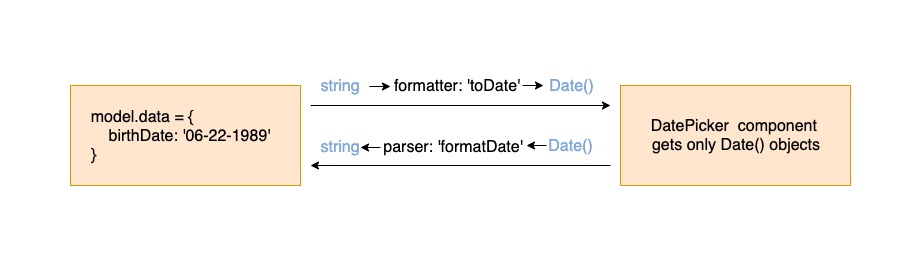 string formatter: 'toDate' Date()
model.data = {
birthDate: '06-22-1989'
}
DatePicker component
gets only Date() objects
string parser: 'formatDate' Date()